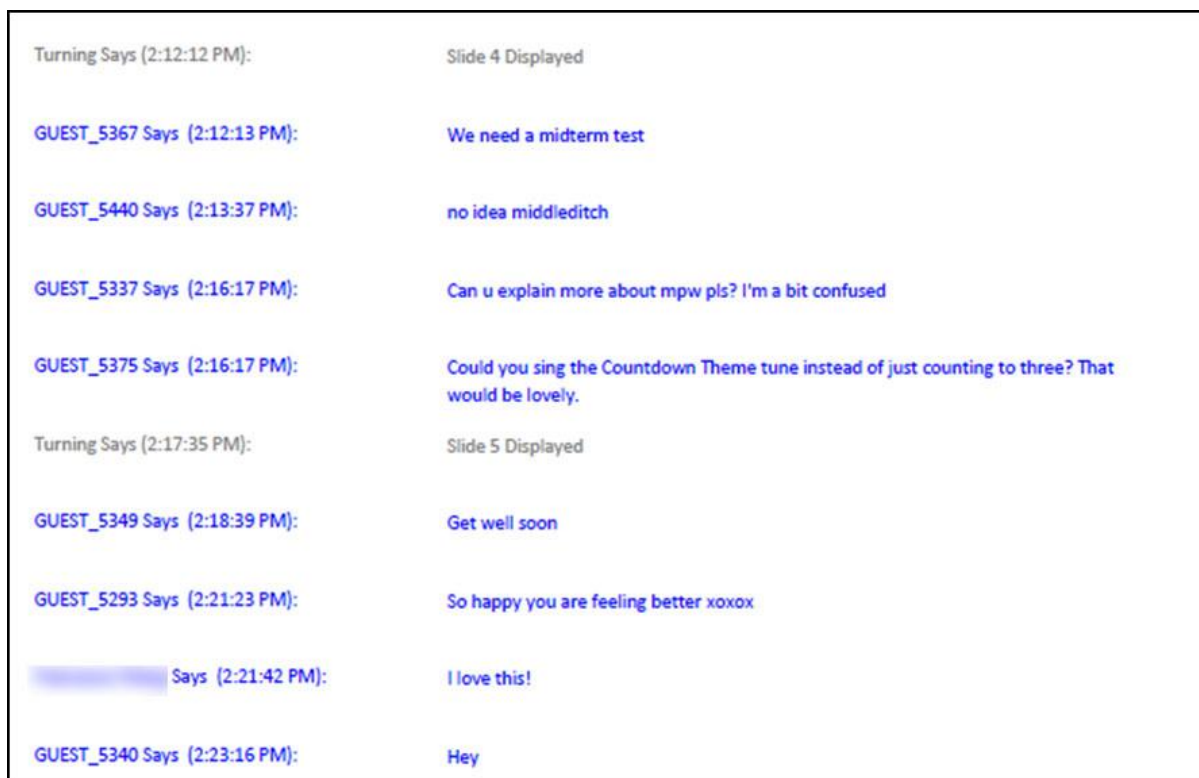 Turning Says (2:12:12 PM): Slide 4 Displayed
GUEST_5367 Says (2:12:13 PM): We need a midterm test
GUEST_5440 Says (2:13:37 PM): no idea middleditch
GUEST_5337 Says (2:16:17 PM): Can u explain more about mpw pls? I'm a bit confused
GUEST_5375 Says (2:16:17 PM): Could you sing the Countdown Theme tune instead of just counting to three? That
would be lovely.
Turning Says (2:17:35 PM): Slide 5 Displayed
GUEST_5349 Says (2:18:39 PM): Get well soon
GUEST_5293 Says (2:21:23 PM): So happy you are feeling better xoxox
Says (2:21:42 PM): I love this!
GUEST_5340 Says (2:23:16 PM): Hey